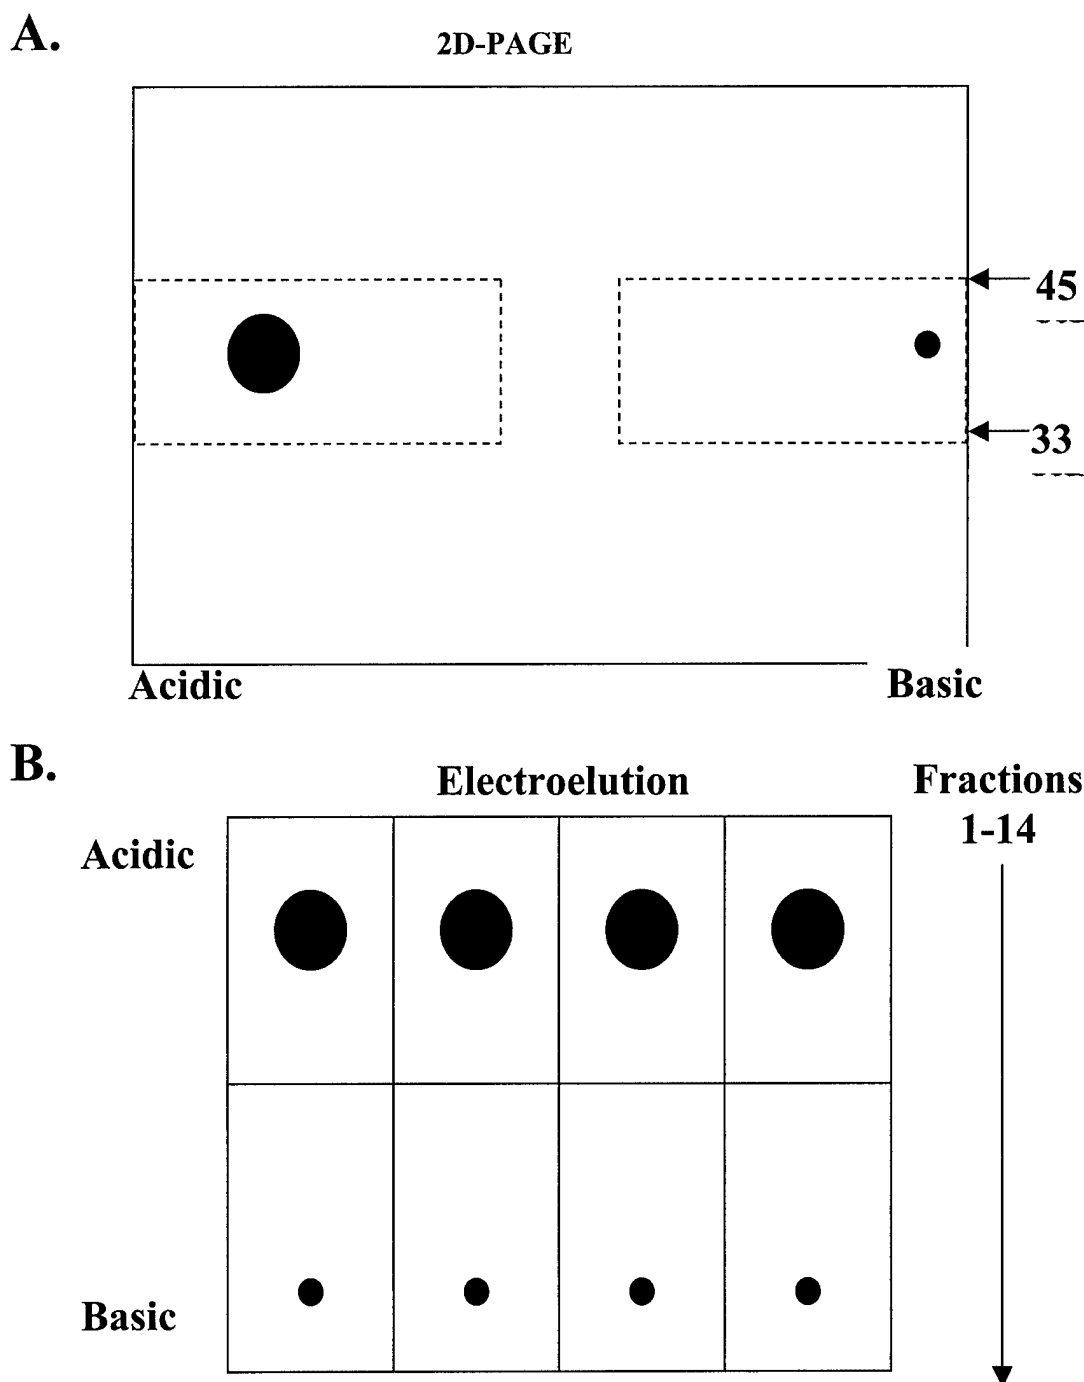 A.
2D-PAGE
45
33
Acidic
Basic
B.
Electroelution
Fractions
1-14
Acidic
Basic